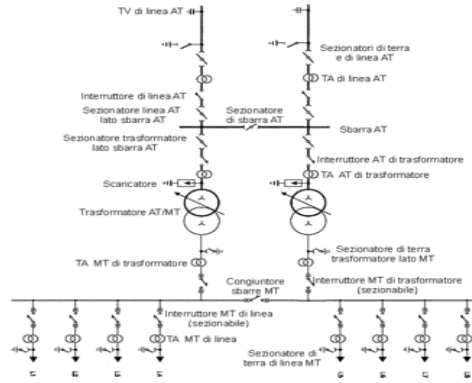 TV di linea AT
Sezionatori di terra
e di linea AT
TA di linea AT
Interruttore di linea AT
Sezionatore linea AT
lato sbarra AT
Sezionatore
di sbarra AT
Sbarra AT
Sezionatore trasformatore
lato sbarra AT
Interruttore AT di trasformatore
TA AT di trasformatore
Scaricatore
Trasformatore AT/MT
Sezionatore di terra
trasformatore lato MT
TA MT di trasformatore
Congiuntore
sbarre MT
Interruttore MT di trasformatore
(sezionabile)
Interruttore MT di linea
(sezionabile)
TA MT di linea
Sezionatore di
terra di linea MT